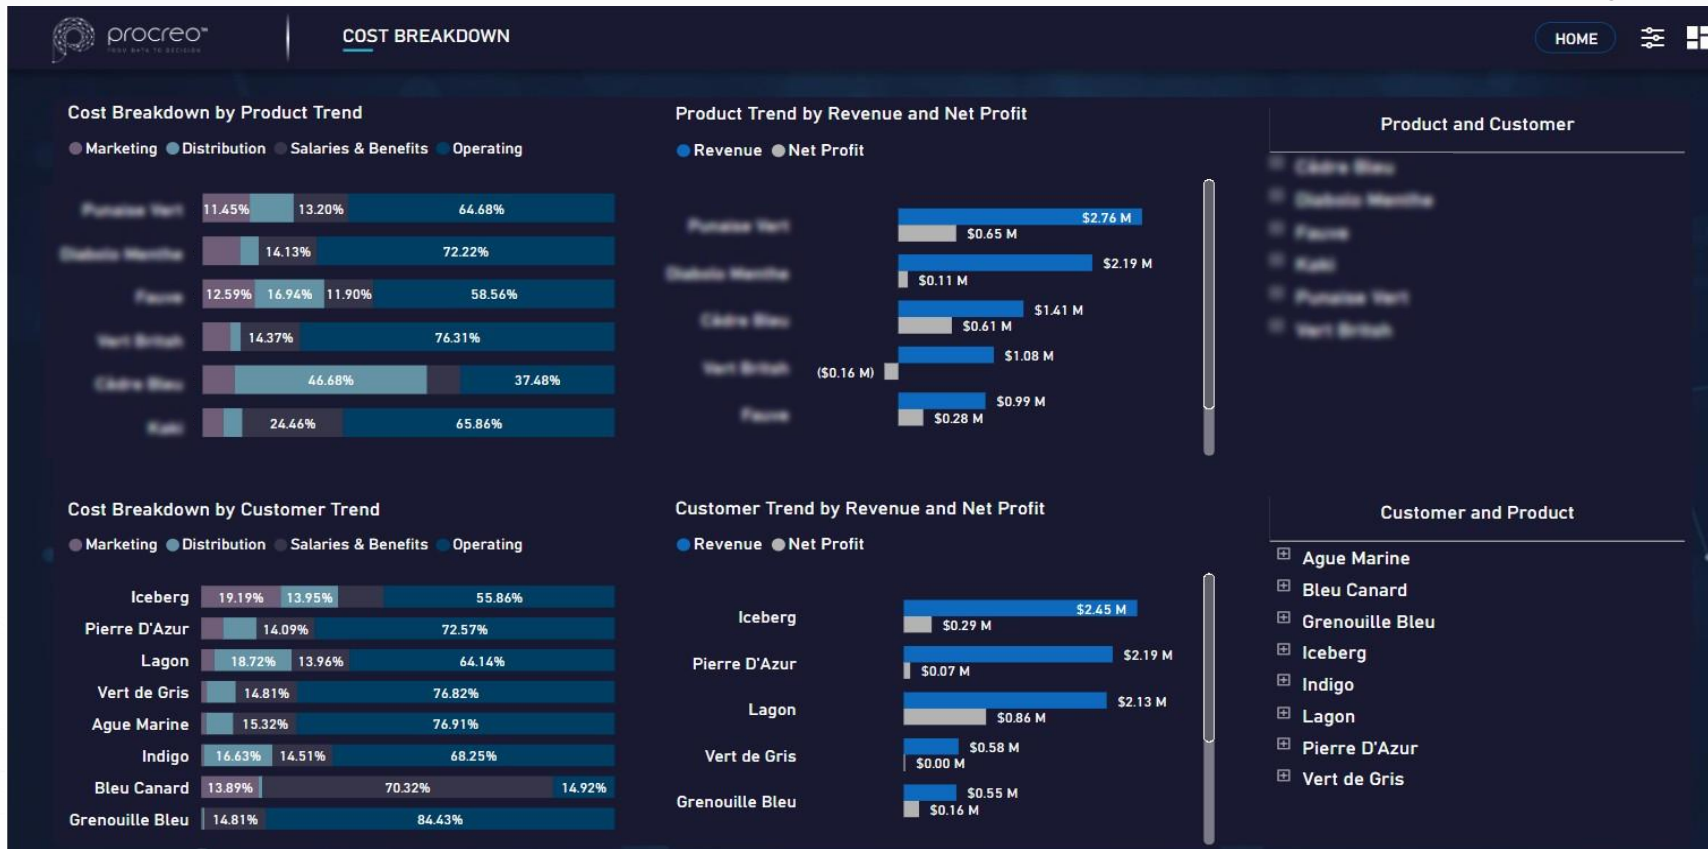 procreo™
FROM DATA TO DECISION
COST BREAKDOWN
HOME
Cost Breakdown by Product Trend
Marketing Distribution Salaries & Benefits Operating
11.45% 13.20% 64.68%
14.13% 72.22%
12.59% 16.94% 11.90% 58.56%
14.37% 76.31%
46.68% 37.48%
24.46% 65.86%
Product Trend by Revenue and Net Profit
Revenue Net Profit
$2.76 M
$0.65 M
$2.19 M
$0.11 M
$1.41 M
$0.61 M
$1.08 M
($0.16 M)
$0.99 M
$0.28 M
Product and Customer
Cost Breakdown by Customer Trend
Marketing Distribution Salaries & Benefits Operating
Iceberg 19.19% 13.95% 55.86%
Pierre D'Azur 14.09% 72.57%
Lagon 18.72% 13.96% 64.14%
Vert de Gris 14.81% 76.82%
Ague Marine 15.32% 76.91%
Indigo 16.63% 14.51% 68.25%
Bleu Canard 13.89% 70.32% 14.92%
Grenouille Bleu 14.81% 84.43%
Customer Trend by Revenue and Net Profit
Revenue Net Profit
Iceberg $2.45 M
$0.29 M
Pierre D'Azur $2.19 M
$0.07 M
Lagon $2.13 M
$0.86 M
Vert de Gris $0.58 M
$0.00 M
Grenouille Bleu $0.55 M
$0.16 M
Customer and Product
Ague Marine
Bleu Canard
Grenouille Bleu
Iceberg
Indigo
Lagon
Pierre D'Azur
Vert de Gris